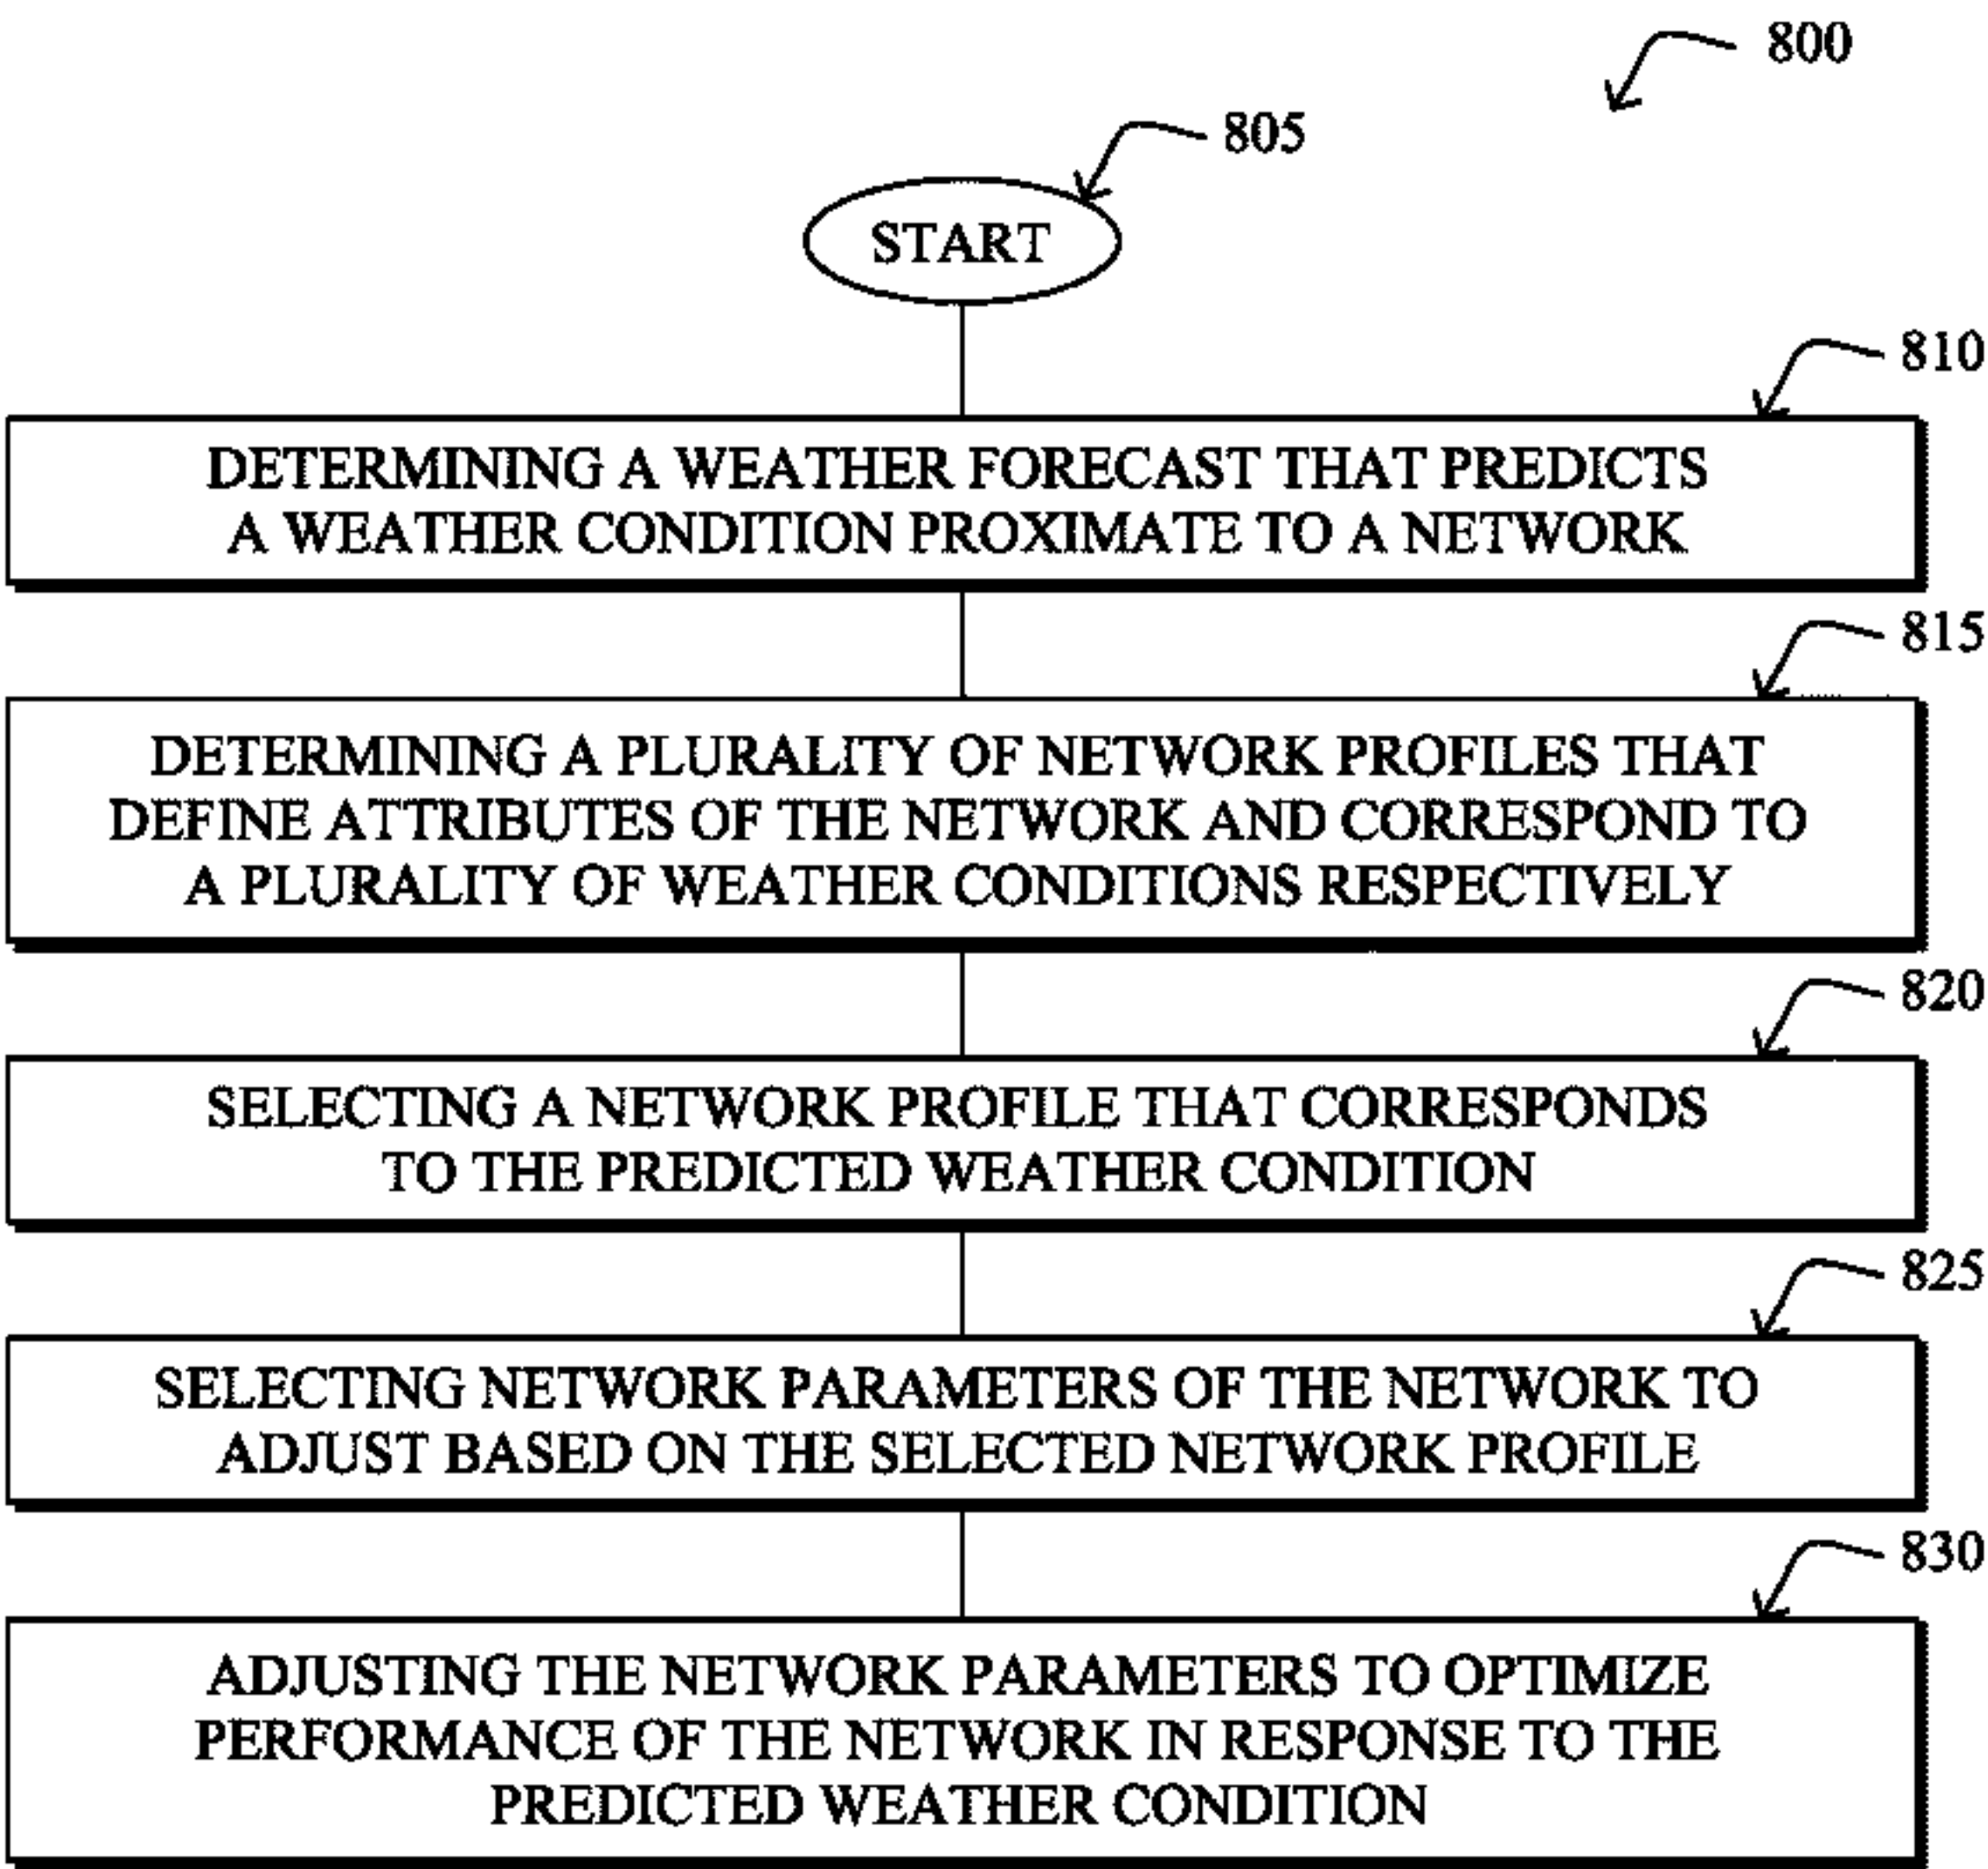 800
805
START
810
DETERMINING A WEATHER FORECAST THAT PREDICTS
A WEATHER CONDITION PROXIMATE TO A NETWORK
815
DETERMINING A PLURALITY OF NETWORK PROFILES THAT
DEFINE ATTRIBUTES OF THE NETWORK AND CORRESPOND TO
A PLURALITY OF WEATHER CONDITIONS RESPECTIVELY
820
SELECTING A NETWORK PROFILE THAT CORRESPONDS
TO THE PREDICTED WEATHER CONDITION
825
SELECTING NETWORK PARAMETERS OF THE NETWORK TO
ADJUST BASED ON THE SELECTED NETWORK PROFILE
830
ADJUSTING THE NETWORK PARAMETERS TO OPTIMIZE
PERFORMANCE OF THE NETWORK IN RESPONSE TO THE
PREDICTED WEATHER CONDITION